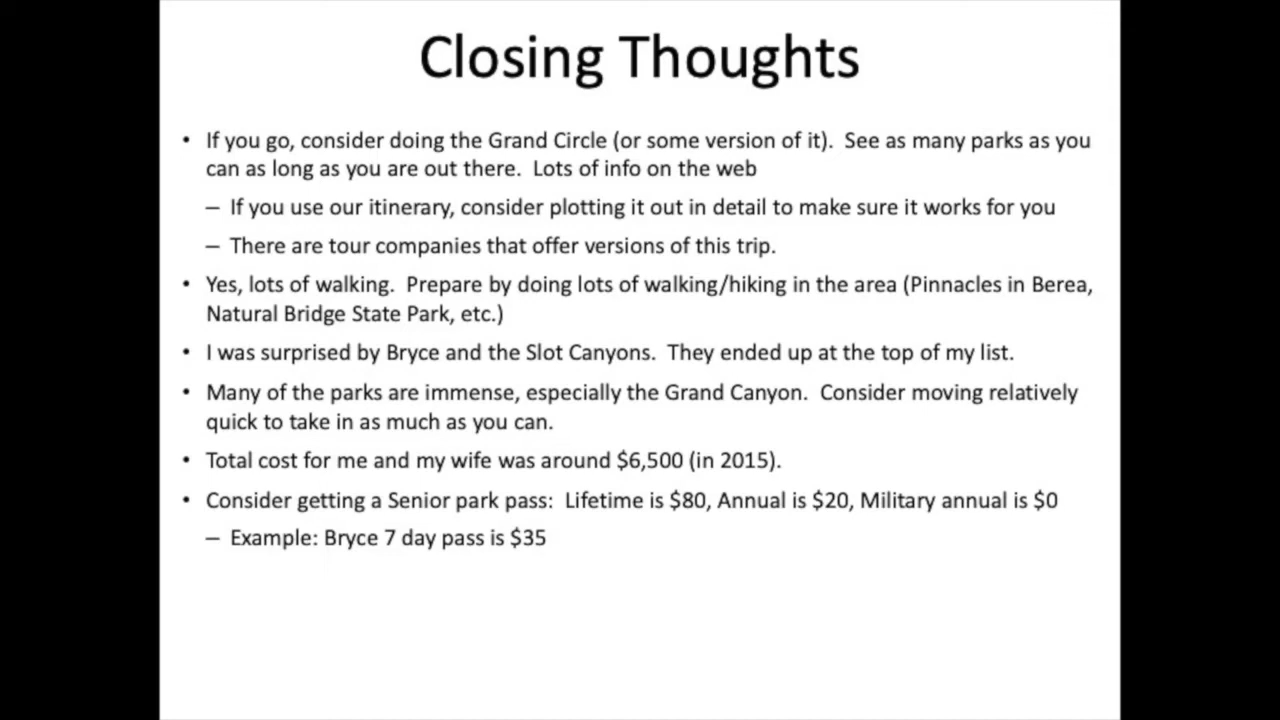 Closing Thoughts
• If you go, consider doing the Grand Circle (or some version of it).  See as many parks as you
can as long as you are out there.  Lots of info on the web
– If you use our itinerary, consider plotting it out in detail to make sure it works for you
– There are tour companies that offer versions of this trip.
• Yes, lots of walking.  Prepare by doing lots of walking/hiking in the area (Pinnacles in Berea,
Natural Bridge State Park, etc.)
• I was surprised by Bryce and the Slot Canyons.  They ended up at the top of my list.
• Many of the parks are immense, especially the Grand Canyon.  Consider moving relatively
quick to take in as much as you can.
• Total cost for me and my wife was around $6,500 (in 2015).
• Consider getting a Senior park pass:  Lifetime is $80, Annual is $20, Military annual is $0
– Example: Bryce 7 day pass is $35